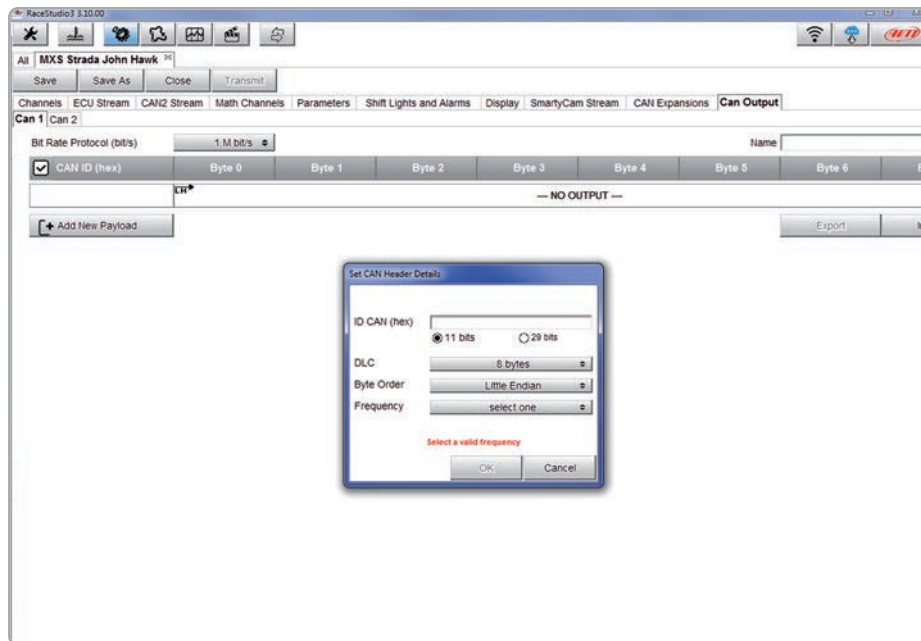 RaceStudio3 3.10.00
AiM
All MXS Strada John Hawk
Save Save As Close Transmit
Channels ECU Stream CAN2 Stream Math Channels Parameters Shift Lights and Alarms Display SmartyCam Stream CAN Expansions Can Output
Can 1 Can 2
Bit Rate Protocol (bit/s) 1 M bit/s Name
CAN ID (hex) Byte 0 Byte 1 Byte 2 Byte 3 Byte 4 Byte 5 Byte 6
LH --- NO OUTPUT ---
Add New Payload Export
Set CAN Header Details
ID CAN (hex)
11 bits 29 bits
DLC 8 bytes
Byte Order Little Endian
Frequency select one
Select a valid frequency
OK Cancel